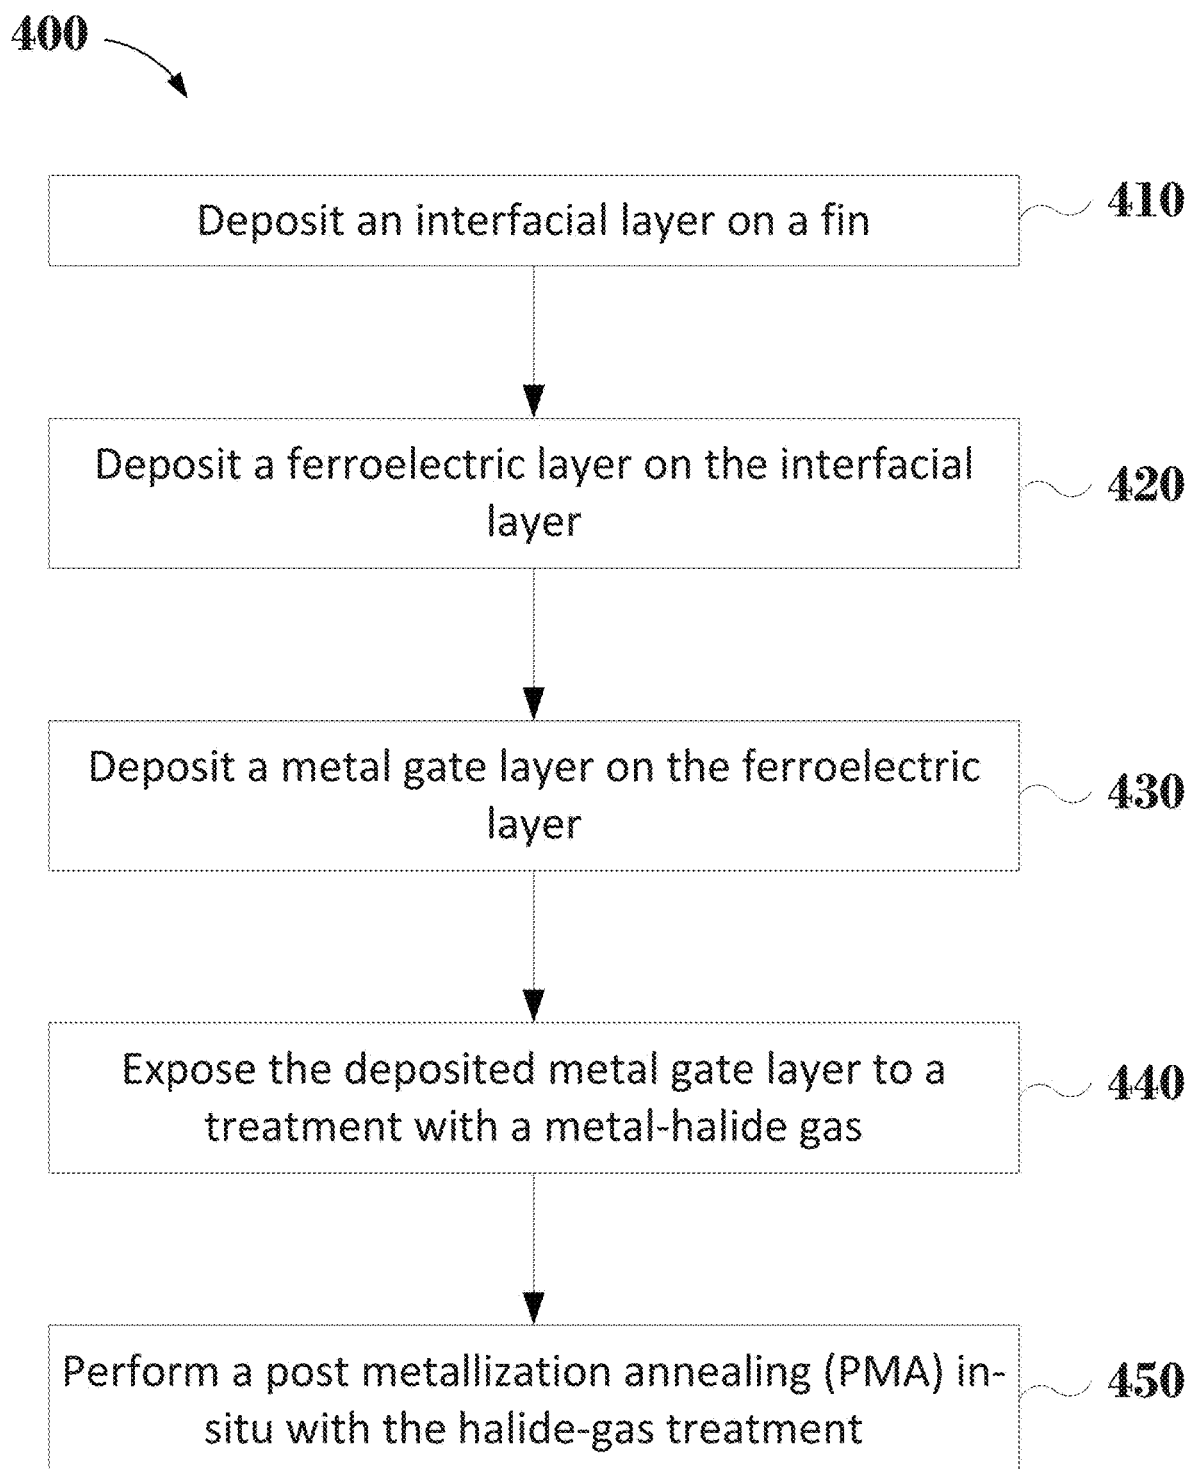 400
Deposit an interfacial layer on a fin
410
Deposit a ferroelectric layer on the interfacial
layer
420
Deposit a metal gate layer on the ferroelectric
layer
430
Expose the deposited metal gate layer to a
treatment with a metal-halide gas
440
Perform a post metallization annealing (PMA) in-
situ with the halide-gas treatment
450